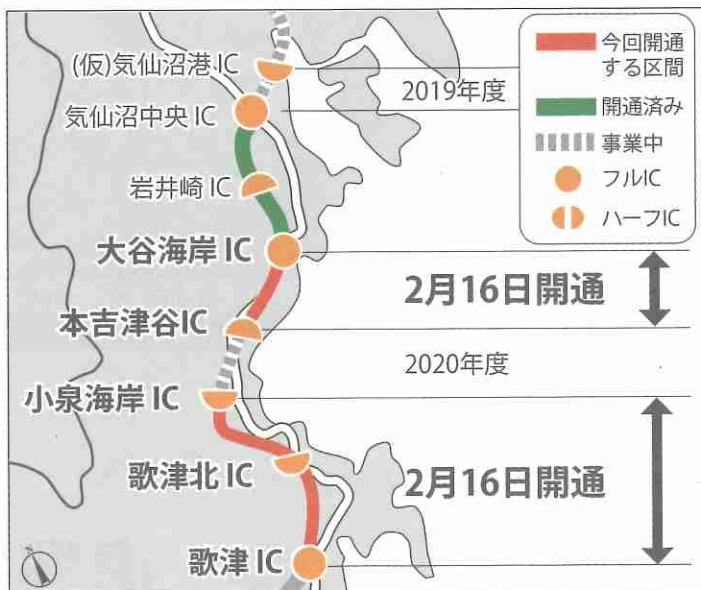 (仮)気仙沼港 IC
気仙沼中央 IC
岩井崎 IC
大谷海岸 IC
本吉津谷IC
小泉海岸 IC
歌津北 IC
歌津 IC
2019年度
2月16日開通
2020年度
2月16日開通
今回開通
する区間
開通済み
事業中
フルIC
ハーフIC